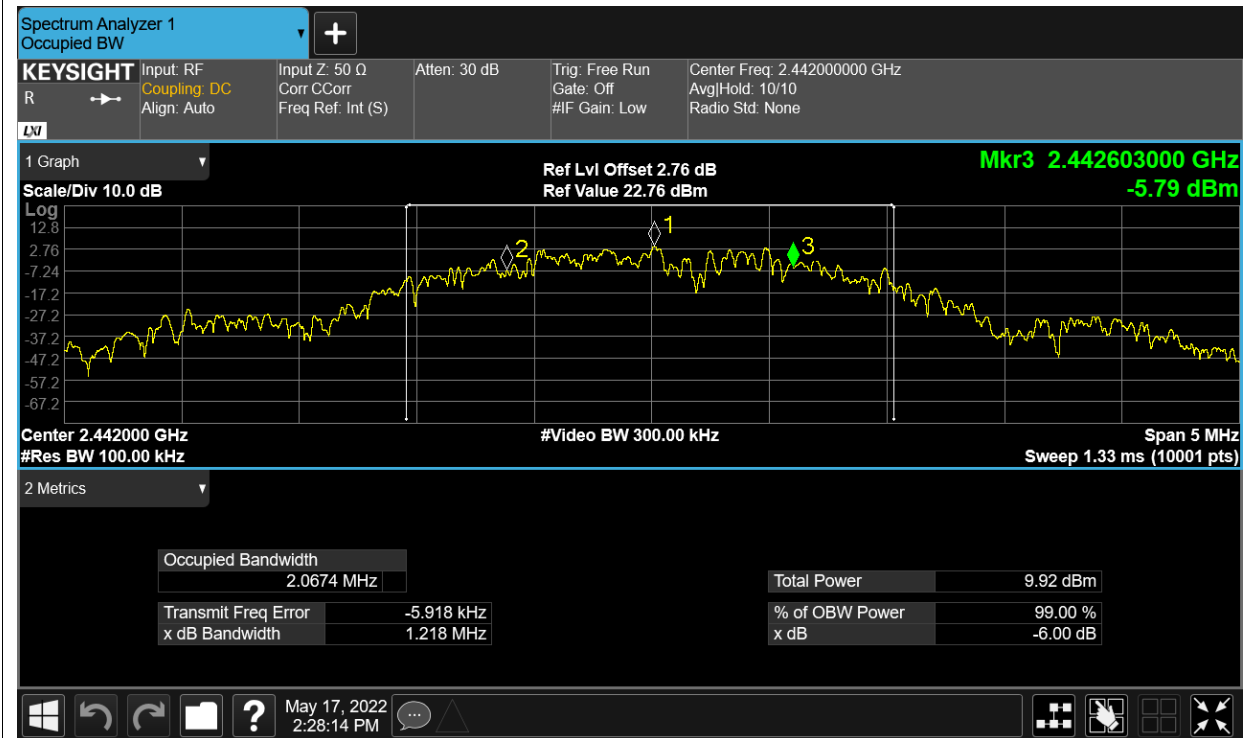 Spectrum Analyzer 1
Occupied BW
▼
+
KEYSIGHT
R
LXI
Input: RF
Coupling: DC
Align: Auto
Input Z: 50 Ω
Corr CCorr
Freq Ref: Int (S)
Atten: 30 dB
Trig: Free Run
Gate: Off
#IF Gain: Low
Center Freq: 2.442000000 GHz
Avg|Hold: 10/10
Radio Std: None
1 Graph ▼
Ref Lvl Offset 2.76 dB
Mkr3 2.442603000 GHz
Scale/Div 10.0 dB
Ref Value 22.76 dBm
-5.79 dBm
Log
12.8
2.76
-7.24
-17.2
-27.2
-37.2
-47.2
-57.2
-67.2
1
2
3
Center 2.442000 GHz
#Video BW 300.00 kHz
Span 5 MHz
#Res BW 100.00 kHz
Sweep 1.33 ms (10001 pts)
2 Metrics ▼
Occupied Bandwidth
2.0674 MHz
Total Power 9.92 dBm
Transmit Freq Error -5.918 kHz
% of OBW Power 99.00 %
x dB Bandwidth 1.218 MHz
x dB -6.00 dB
?
May 17, 2022
2:28:14 PM